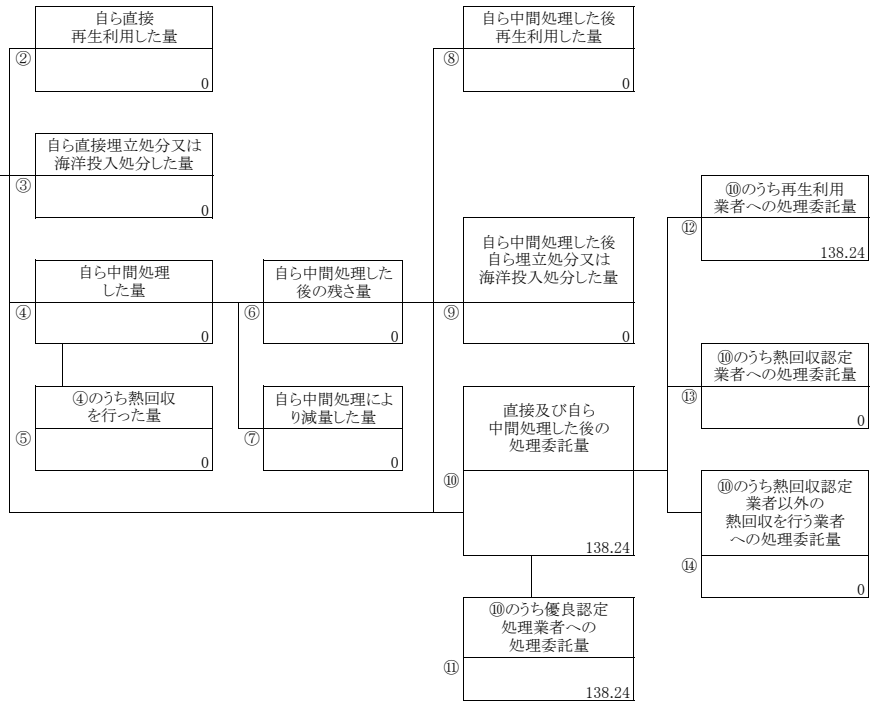 自ら直接
再生利用した量
②
0
自ら直接埋立処分又は
海洋投入処分した量
③
0
自ら中間処理
した量
④
0
④のうち熱回収
を行った量
⑤
0
自ら中間処理した
後の残さ量
⑥
0
自ら中間処理によ
り減量した量
⑦
0
自ら中間処理した後
再生利用した量
⑧
0
自ら中間処理した後
自ら埋立処分又は
海洋投入処分した量
⑨
0
直接及び自ら
中間処理した後の
処理委託量
⑩
138.24
⑩のうち優良認定
処理業者への
処理委託量
⑪
138.24
⑩のうち再生利用
業者への処理委託量
⑫
138.24
⑩のうち熱回収認定
業者への処理委託量
⑬
0
⑩のうち熱回収認定
業者以外の
熱回収を行う業者
への処理委託量
⑭
0